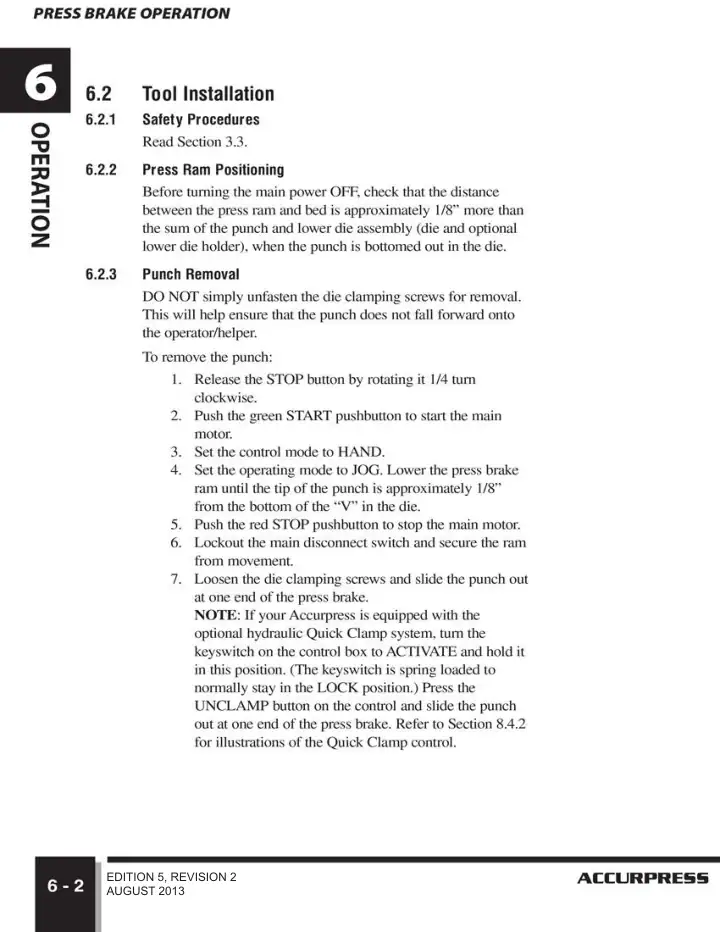 PRESS BRAKE OPERATION
6
OPERATION
6.2 Tool Installation
6.2.1 Safety Procedures
Read Section 3.3.
6.2.2 Press Ram Positioning
Before turning the main power OFF, check that the distance
between the press ram and bed is approximately 1/8” more than
the sum of the punch and lower die assembly (die and optional
lower die holder), when the punch is bottomed out in the die.
6.2.3 Punch Removal
DO NOT simply unfasten the die clamping screws for removal.
This will help ensure that the punch does not fall forward onto
the operator/helper.
To remove the punch:
1. Release the STOP button by rotating it 1/4 turn
clockwise.
2. Push the green START pushbutton to start the main
motor.
3. Set the control mode to HAND.
4. Set the operating mode to JOG. Lower the press brake
ram until the tip of the punch is approximately 1/8”
from the bottom of the “V” in the die.
5. Push the red STOP pushbutton to stop the main motor.
6. Lockout the main disconnect switch and secure the ram
from movement.
7. Loosen the die clamping screws and slide the punch out
at one end of the press brake.
NOTE: If your Accurpress is equipped with the
optional hydraulic Quick Clamp system, turn the
keyswitch on the control box to ACTIVATE and hold it
in this position. (The keyswitch is spring loaded to
normally stay in the LOCK position.) Press the
UNCLAMP button on the control and slide the punch
out at one end of the press brake. Refer to Section 8.4.2
for illustrations of the Quick Clamp control.
6 - 2
EDITION 5, REVISION 2
AUGUST 2013
ACCURPRESS